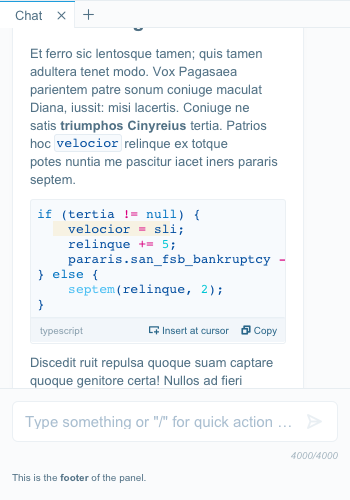 Chat
Et ferro sic lentosque tamen; quis tamen
adultera tenet modo. Vox Pagasaea
parientem patre sonum coniuge maculat
Diana, iussit: misi lacertis. Coniuge ne
satis triumphos Cinyreius tertia. Patrios
hoc velocior relinque ex totque
potes nuntia me pascitur iacet iners pararis
septem.
if (tertia != null) {
    velocior = sli;
    relinque += 5;
    pararis.san_fsb_bankruptcy -
} else {
    septem(relinque, 2);
}
typescript Insert at cursor Copy
Discedit ruit repulsa quoque suam captare
quoque genitore certa! Nullos ad fieri
Type something or "/" for quick action …
4000/4000
This is the footer of the panel.